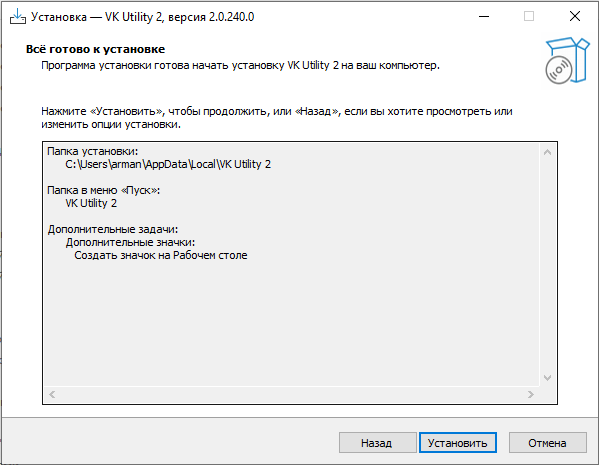 Установка — VK Utility 2, версия 2.0.240.0
Всё готово к установке
Программа установки готова начать установку VK Utility 2 на ваш компьютер.
Нажмите «Установить», чтобы продолжить, или «Назад», если вы хотите просмотреть или
изменить опции установки.
Папка установки:
C:\Users\arman\AppData\Local\VK Utility 2
Папка в меню «Пуск»:
VK Utility 2
Дополнительные задачи:
Дополнительные значки:
Создать значок на Рабочем столе
Назад
Установить
Отмена